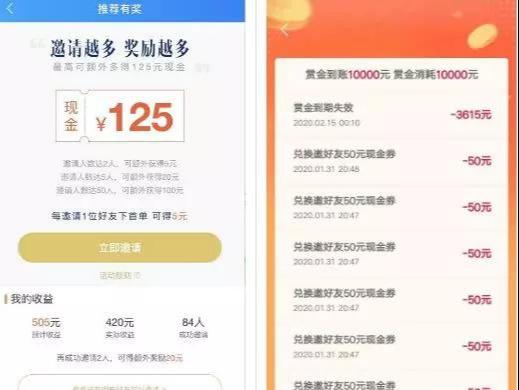 推荐有奖
邀请越多 奖励越多
最高可额外多得125元现金
现金
¥125
邀请人数达2人，可额外获得5元
邀请人数达5人，可额外获得20元
邀请人数达50人，可额外获得100元
每邀请1位好友下首单 可得5元
立即邀请
活动规则
我的收益
505元
420元
84人
预计收益
实际收益
成功邀请
再成功邀请2人，可得额外奖励20元
赏金到账10000元 赏金消耗10000元
赏金到期失效
-3615元
2020.02.15 00:10
兑换邀好友50元现金券
-50元
2020.01.31 20:48
兑换邀好友50元现金券
-50元
2020.01.31 20:47
兑换邀好友50元现金券
-50元
2020.01.31 20:47
兑换邀好友50元现金券
-50元
2020.01.31 20:47
兑换邀好友50元现金券
-50元
2020.01.31 20:47
兑换邀好友50元现金券
-50元